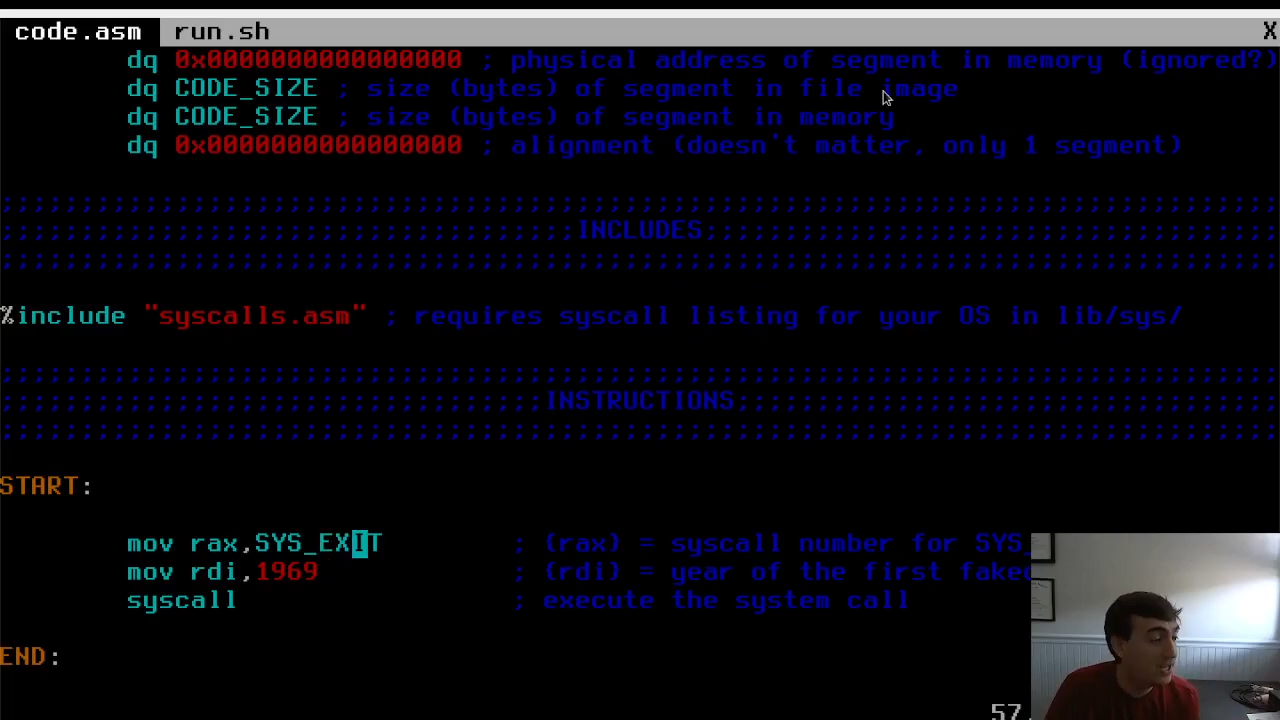 code.asm run.sh X
dq 0x0000000000000000 ; physical address of segment in memory (ignored?)
dq CODE_SIZE ; size (bytes) of segment in file image
dq CODE_SIZE ; size (bytes) of segment in memory
dq 0x0000000000000000 ; alignment (doesn't matter, only 1 segment)
;;;;;;;;;;;;;;;;;;;;;;;;;;;;;;;;;;;;;;;;;;;;;;;;;;;;;;;;;;;;;;;;;;;;;;;;;;;;;;;;
;;;;;;;;;;;;;;;;;;;;;;;;;;;;;;;;;;;;INCLUDES;;;;;;;;;;;;;;;;;;;;;;;;;;;;;;;;;;;;
;;;;;;;;;;;;;;;;;;;;;;;;;;;;;;;;;;;;;;;;;;;;;;;;;;;;;;;;;;;;;;;;;;;;;;;;;;;;;;;;
%include "syscalls.asm" ; requires syscall listing for your OS in lib/sys/
;;;;;;;;;;;;;;;;;;;;;;;;;;;;;;;;;;;;;;;;;;;;;;;;;;;;;;;;;;;;;;;;;;;;;;;;;;;;;;;;
;;;;;;;;;;;;;;;;;;;;;;;;;;;;;;;;;;INSTRUCTIONS;;;;;;;;;;;;;;;;;;;;;;;;;;;;;;;;;;
;;;;;;;;;;;;;;;;;;;;;;;;;;;;;;;;;;;;;;;;;;;;;;;;;;;;;;;;;;;;;;;;;;;;;;;;;;;;;;;;
START:
mov rax,SYS_EXIT ; (rax) = syscall number for SYS_
mov rdi,1969 ; (rdi) = year of the first fake
syscall ; execute the system call
END:
57